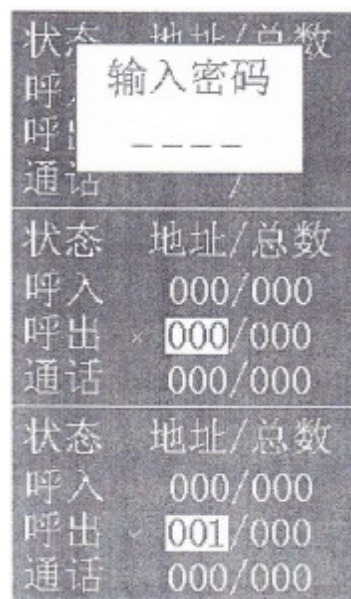 状态 地址/总数
输入密码
_ _ _ _
通话 /
状态 地址/总数
呼入 000/000
呼出 × 000/000
通话 000/000
状态 地址/总数
呼入 000/000
呼出 001/000
通话 000/000